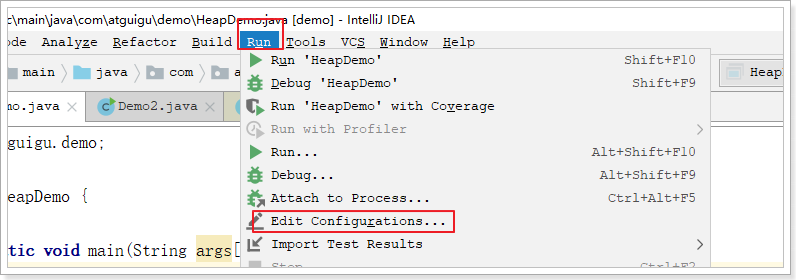 c\main\java\com\atguigu\demo\HeapDemo.java [demo] - IntelliJ IDEA
de Analyze Refactor Build Run Tools VCS Window Help
main java com a
Run 'HeapDemo' Shift+F10
HeapD
Debug 'HeapDemo' Shift+F9
mo.java Demo2.java
Run 'HeapDemo' with Coverage
Run with Profiler
guigu.demo;
Run... Alt+Shift+F10
Debug... Alt+Shift+F9
eapDemo {
Attach to Process... Ctrl+Alt+F5
Edit Configurations...
tic void main(String args[
Import Test Results
Stop Ctrl+F2